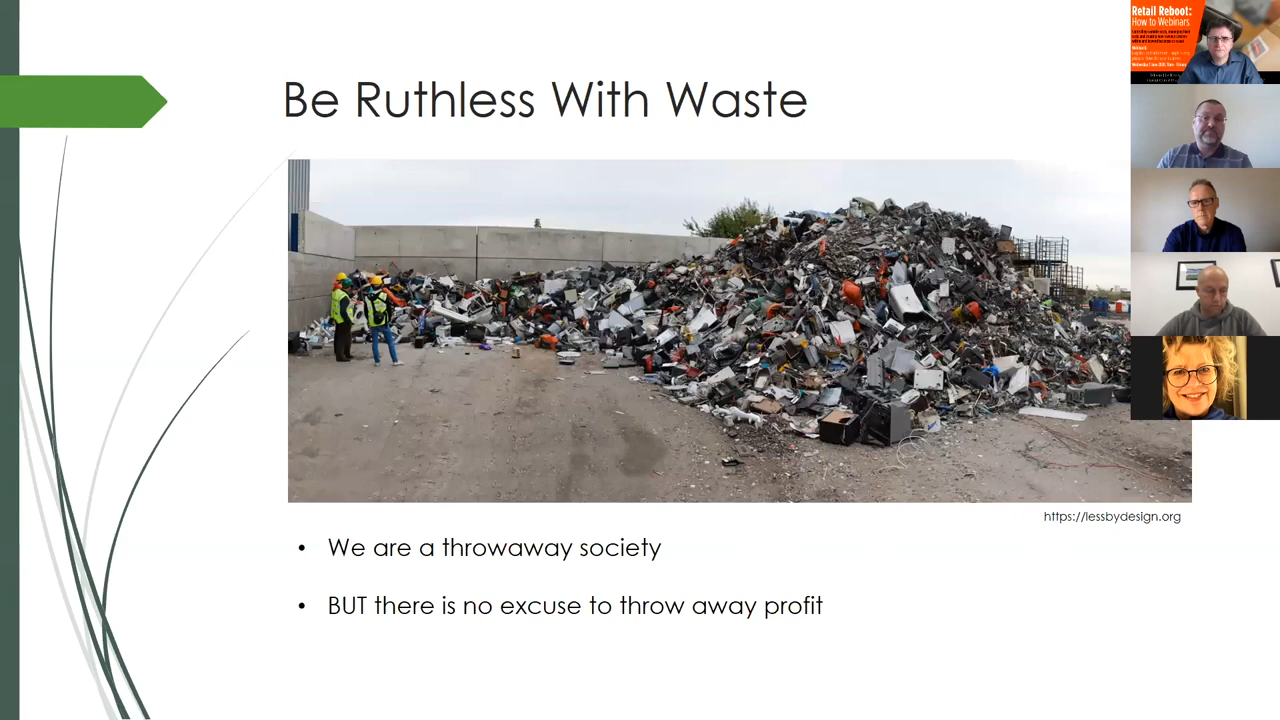 Be Ruthless With Waste
https://lessbydesign.org
• We are a throwaway society
• BUT there is no excuse to throw away profit
Retail Reboot:
How to Webinars